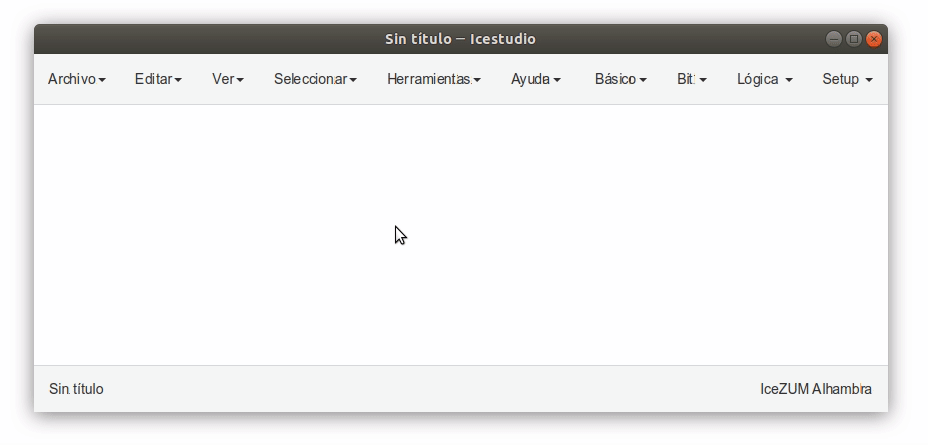 Sin título — Icestudio
Archivo Editar Ver Seleccionar Herramientas Ayuda Básico Bit Lógica Setup
Sin título IceZUM Alhambra